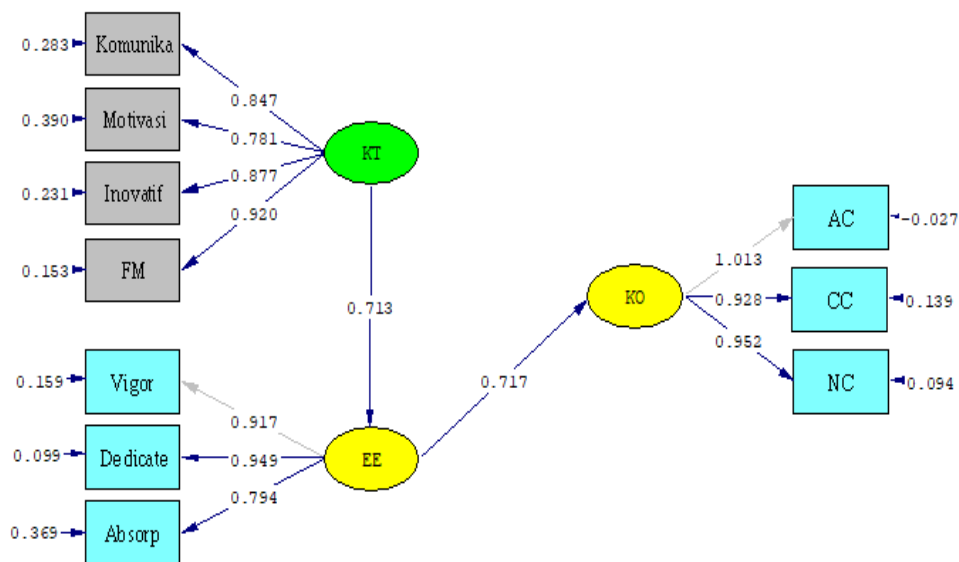 0.283 Komunika
0.847
0.390 Motivasi
0.781
KT
0.231 Inovatif
0.877
0.920
0.153 FM
AC -0.027
1.013
KO
0.928 CC 0.139
0.713
0.952
NC 0.094
0.717
0.159 Vigor
0.917
0.099 Dedicate
0.949
EE
0.794
0.369 Absorp